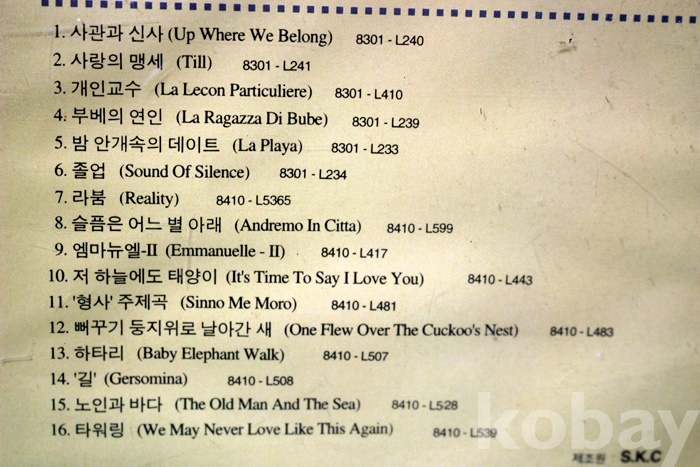 1. 사관과 신사 (Up Where We Belong) 8301 - L240
2. 사랑의 맹세 (Till) 8301 - L241
3. 개인교수 (La Lecon Particuliere) 8301 - L410
4. 부베의 연인 (La Ragazza Di Bube) 8301 - L239
5. 밤 안개속의 데이트 (La Playa) 8301 - L233
6. 졸업 (Sound Of Silence) 8301 - L234
7. 라붐 (Reality) 8410 - L5365
8. 슬픔은 어느 별 아래 (Andremo In Citta) 8410 - L599
9. 엠마뉴엘-II (Emmanuelle - II) 8410 - L417
10. 저 하늘에도 태양이 (It's Time To Say I Love You) 8410 - L443
11. '형사' 주제곡 (Sinno Me Moro) 8410 - L481
12. 뻐꾸기 둥지위로 날아간 새 (One Flew Over The Cuckoo's Nest) 8410 - L483
13. 하타리 (Baby Elephant Walk) 8410 - L507
14. '길' (Gersomina) 8410 - L508
15. 노인과 바다 (The Old Man And The Sea) 8410 - L528
16. 타워링 (We May Never Love Like This Again) 8410 - L539
kobay
제조원 : S.K.C